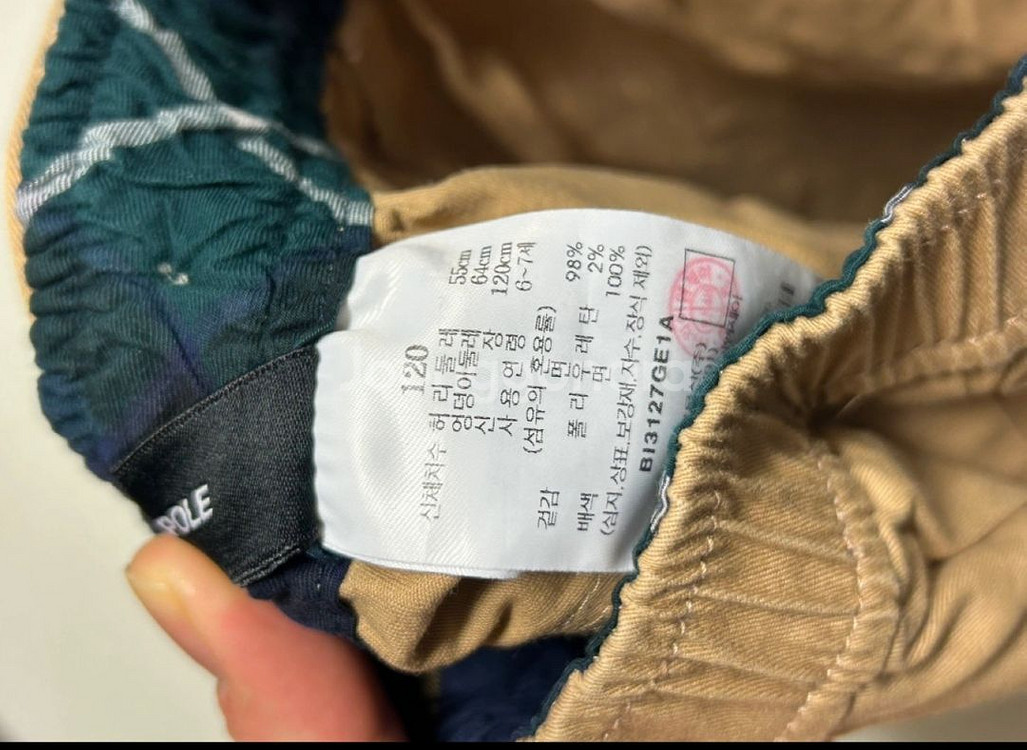 120
신체치수 허리둘레 55cm
엉덩이둘레 64cm
신장 120cm
사용연령 6~7세
(섬유의 혼용률)
겉감 면 98%
폴리우레탄 2%
배색 면 100%
(심지,상표,보강재,자수,장식 제외)
BI3127GE1A
POLE